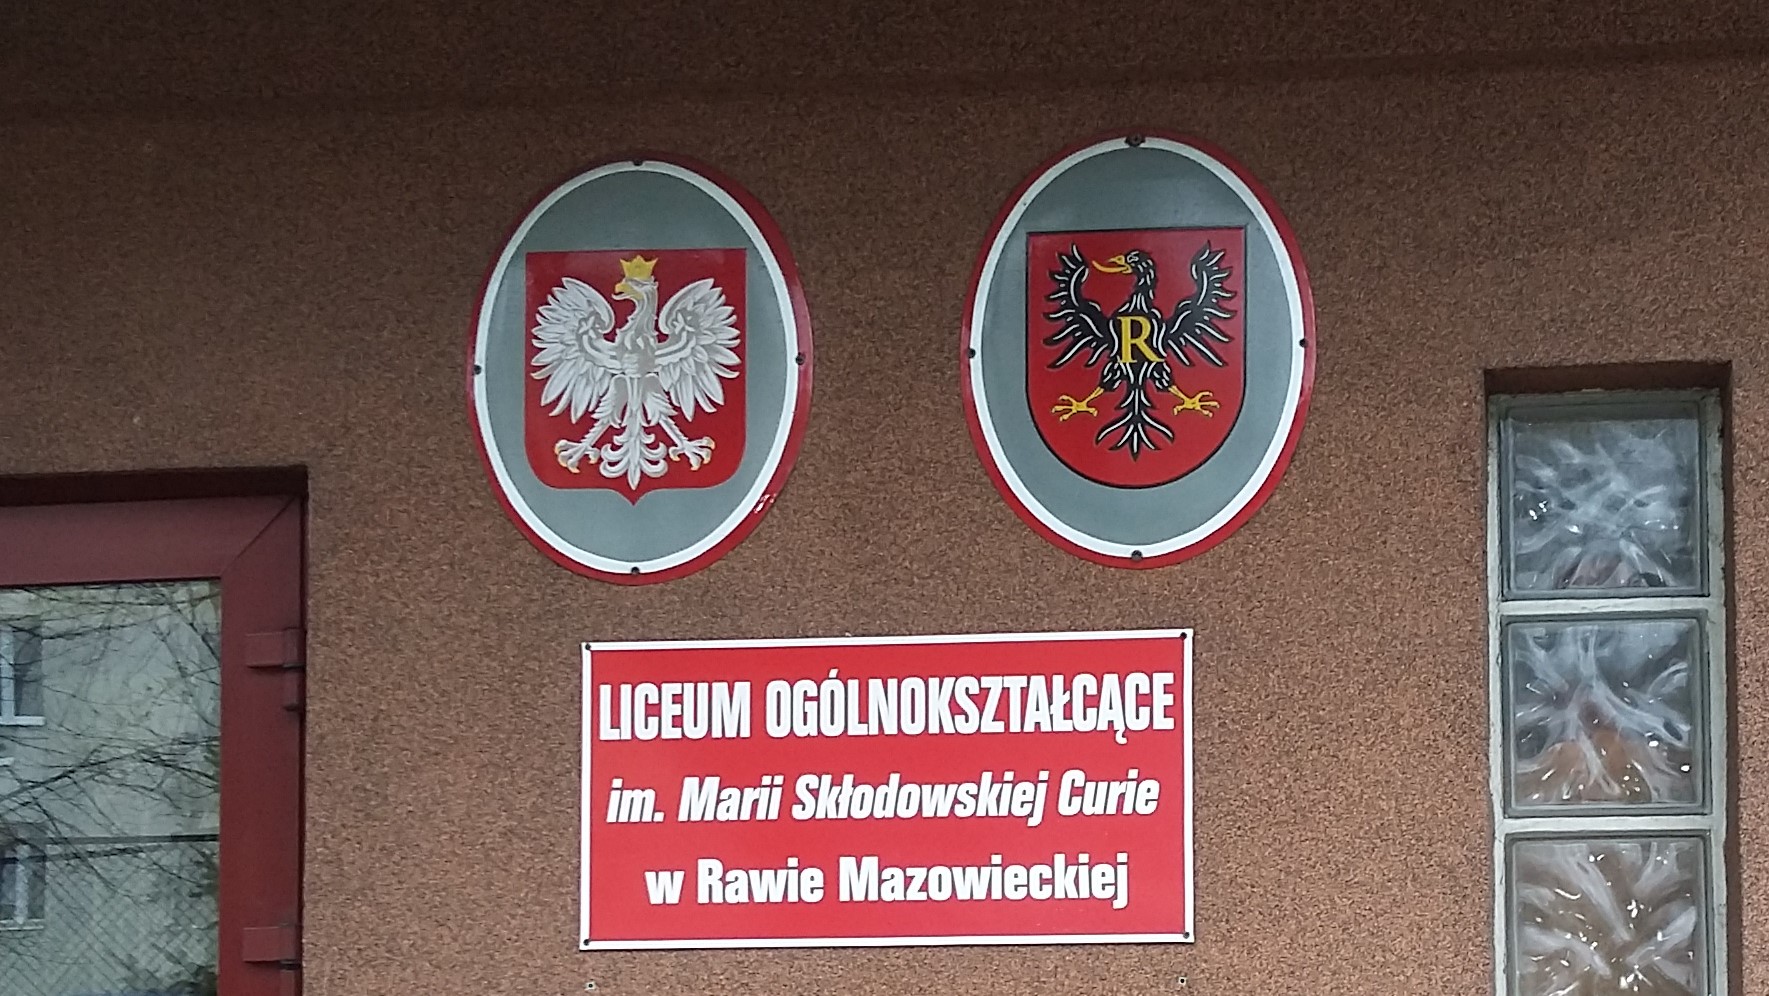 R
LICEUM OGÓLNOKSZTAŁCĄCE
im. Marii Skłodowskiej Curie
w Rawie Mazowieckiej